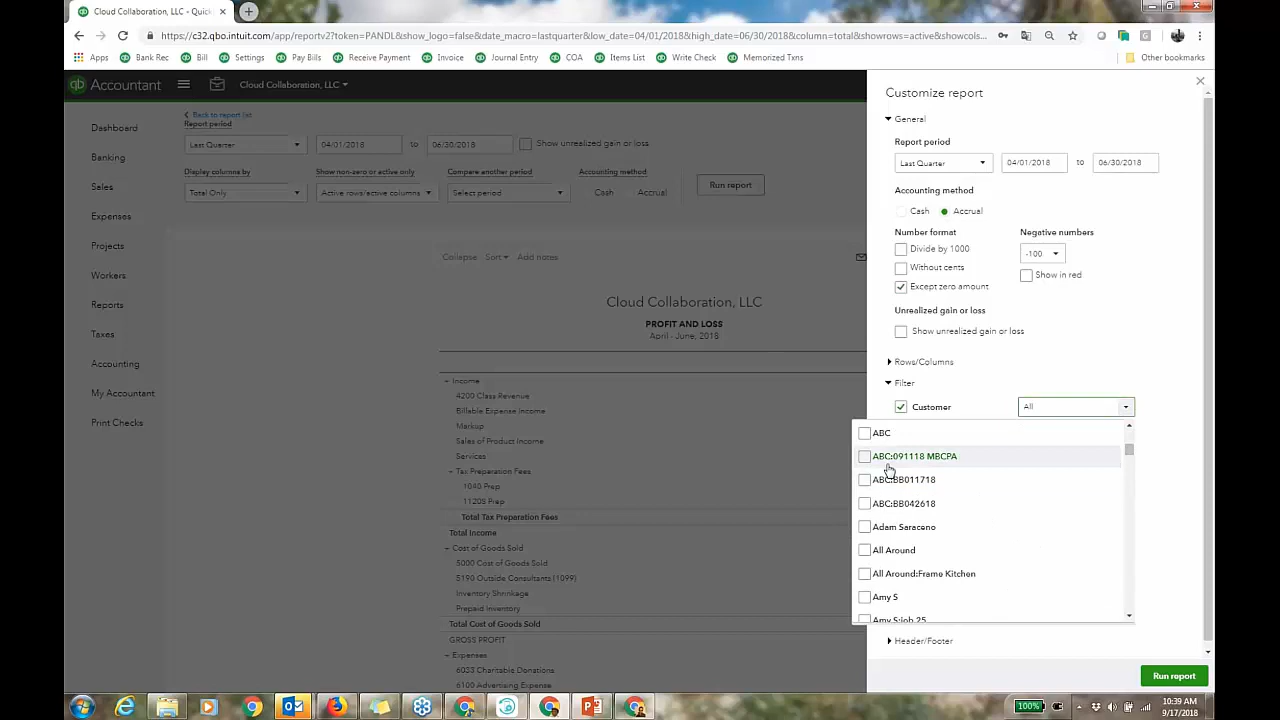 Cloud Collaboration, LLC - Quick
https://c32.qbo.intuit.com/app/reportv2?token=PANDL&show_logo=false&date_macro=lastquarter&low_date=04/01/2018&high_date=06/30/2018&column=total&showrows=active&showcols...
Apps Bank Rec Bill Settings Pay Bills Receive Payment Invoice Journal Entry COA Items List Write Check Memorized Txns Other bookmarks
qb Accountant Cloud Collaboration, LLC
Dashboard
Banking
Sales
Expenses
Projects
Workers
Reports
Taxes
Accounting
My Accountant
Print Checks
Back to report list
Report period
Last Quarter 04/01/2018 to 06/30/2018 Show unrealized gain or loss
Display columns by Show non-zero or active only Compare another period Accounting method
Total Only Active rows/active columns Select period Cash Accrual Run report
Collapse Sort Add notes
Cloud Collaboration, LLC
PROFIT AND LOSS
April - June, 2018
Income
4200 Class Revenue
Billable Expense Income
Markup
Sales of Product Income
Services
Tax Preparation Fees
1040 Prep
1120S Prep
Total Tax Preparation Fees
Total Income
Cost of Goods Sold
5000 Cost of Goods Sold
5190 Outside Consultants (1099)
Inventory Shrinkage
Prepaid Inventory
Total Cost of Goods Sold
GROSS PROFIT
Expenses
6033 Charitable Donations
6100 Advertising Expense
Customize report
General
Report period
Last Quarter 04/01/2018 to 06/30/2018
Accounting method
Cash Accrual
Number format Negative numbers
Divide by 1000 -100
Without cents Show in red
Except zero amount
Unrealized gain or loss
Show unrealized gain or loss
Rows/Columns
Filter
Customer All
ABC
ABC:091118 MBCPA
ABC:BB011718
ABC:BB042618
Adam Saraceno
All Around
All Around:Frame Kitchen
Amy S
Amy S:job 25
Header/Footer
Run report
100% 10:39 AM
9/17/2018